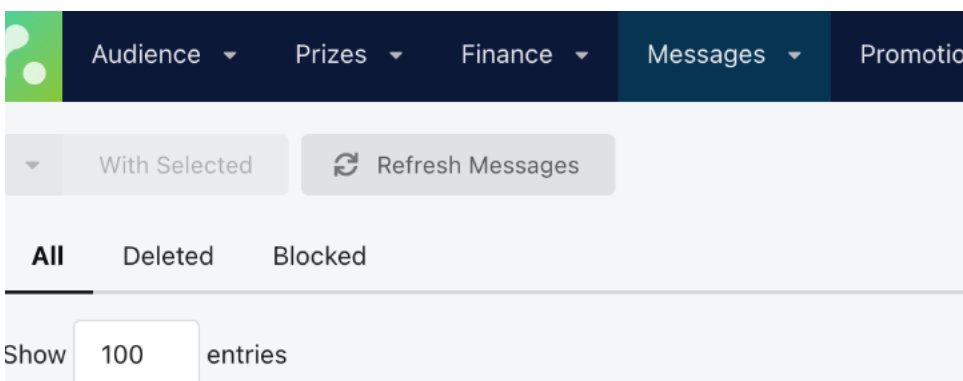 Audience Prizes Finance Messages Promotio
With Selected Refresh Messages
All Deleted Blocked
Show 100 entries